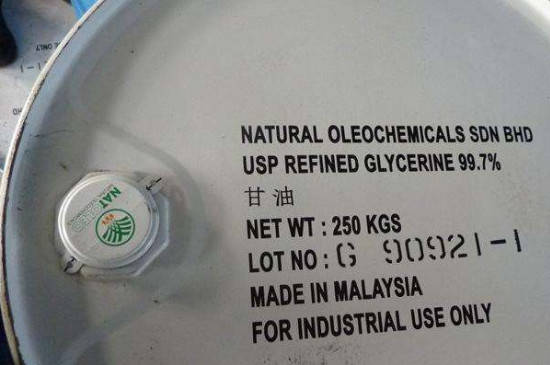 NATURAL OLEOCHEMICALS SDN BHD
USP REFINED GLYCERINE 99.7%
甘油
NET WT : 250 KGS
LOT NO : G 90921-1
MADE IN MALAYSIA
FOR INDUSTRIAL USE ONLY
NATOLEO